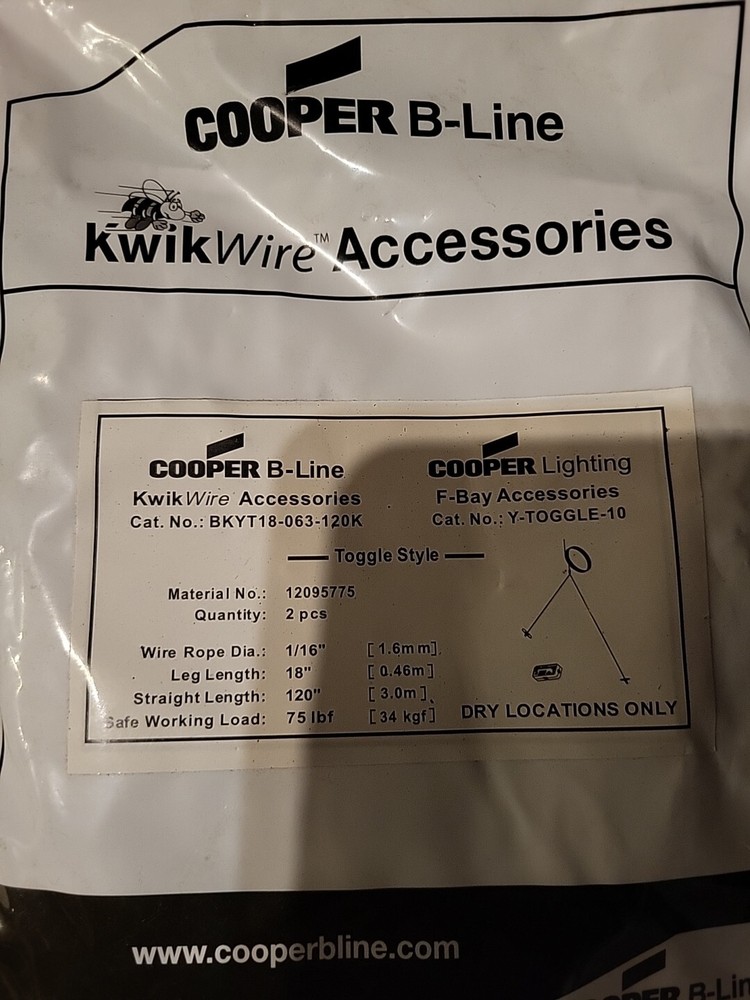 COOPER B-Line
KwikWire™ Accessories
COOPER B-Line
KwikWire Accessories
Cat. No.: BKYT18-063-120K
COOPER Lighting
F-Bay Accessories
Cat. No.: Y-TOGGLE-10
Toggle Style
Material No.: 12095775
Quantity: 2 pcs
Wire Rope Dia.: 1/16" [1.6mm]
Leg Length: 18" [0.46m]
Straight Length: 120" [3.0m]
Safe Working Load: 75 lbf [34 kgf]
DRY LOCATIONS ONLY
www.cooperbline.com